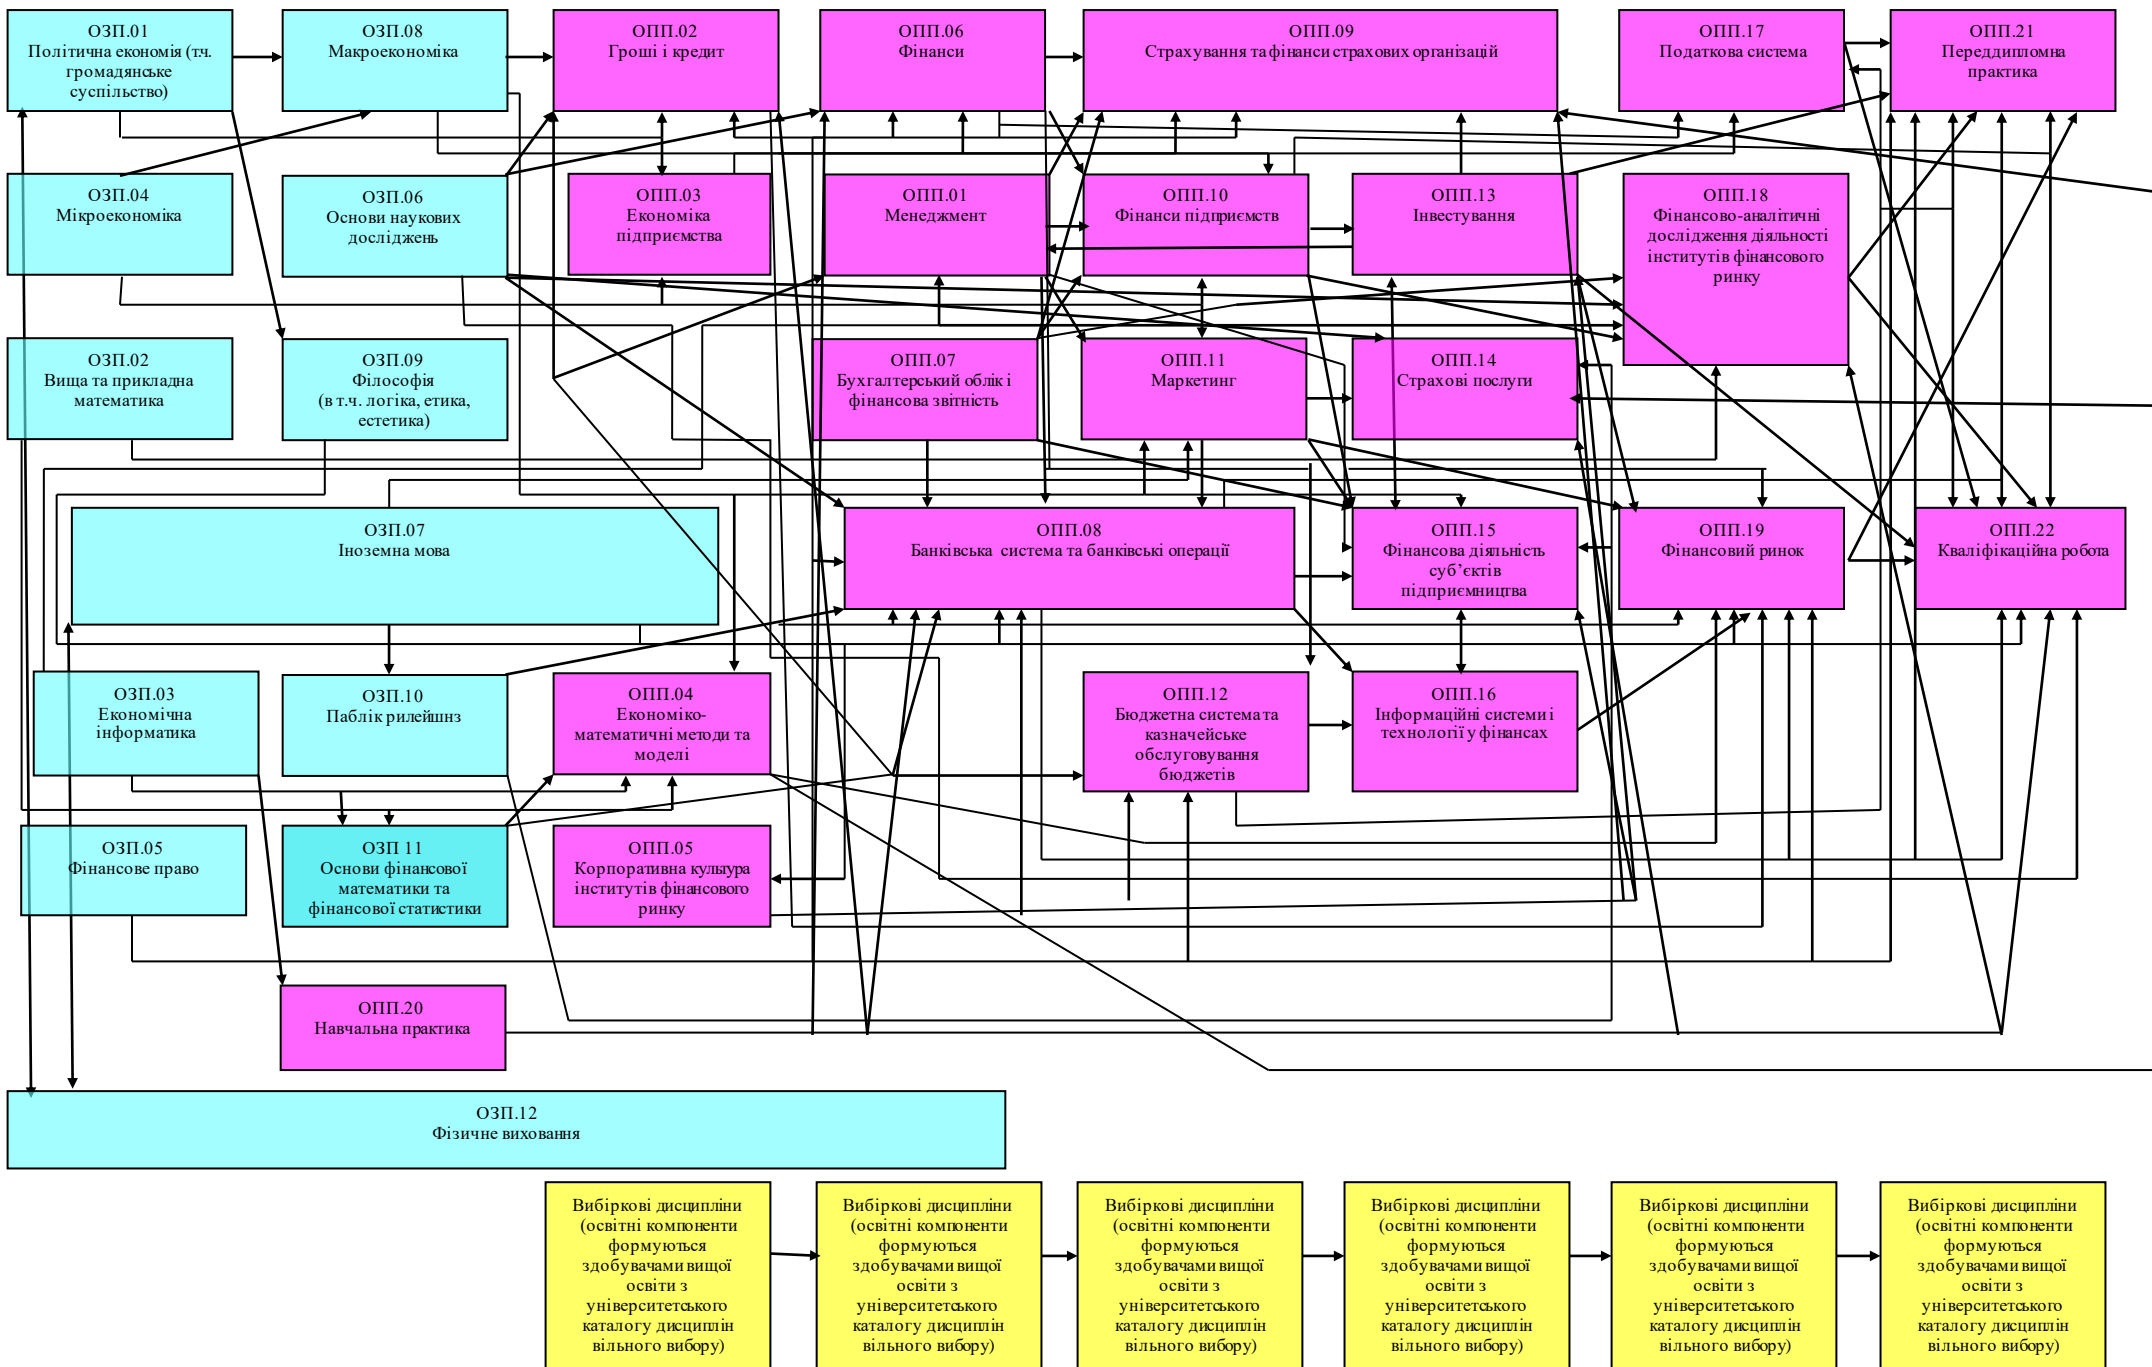 ОЗП.01
Політична економія (т.ч.
громадянське
суспільство)
ОЗП.08
Макроекономіка
ОПП.02
Гроші і кредит
ОПП.06
Фінанси
ОПП.09
Страхування та фінанси страхових організацій
ОПП.17
Податкова система
ОПП.21
Переддипломна
практика
ОЗП.04
Мікроекономіка
ОЗП.06
Основи наукових
досліджень
ОПП.03
Економіка
підприємства
ОПП.01
Менеджмент
ОПП.10
Фінанси підприємств
ОПП.13
Інвестування
ОПП.18
Фінансово-аналітичні
дослідження діяльності
інститутів фінансового
ринку
ОЗП.02
Вища та прикладна
математика
ОЗП.09
Філософія
(в т.ч. логіка, етика,
естетика)
ОПП.07
Бухгалтерський облік і
фінансова звітність
ОПП.11
Маркетинг
ОПП.14
Страхові послуги
ОЗП.07
Іноземна мова
ОПП.08
Банківська система та банківські операції
ОПП.15
Фінансова діяльність
суб’єктів
підприємництва
ОПП.19
Фінансовий ринок
ОПП.22
Кваліфікаційна робота
ОЗП.03
Економічна
інформатика
ОЗП.10
Паблік рилейшнз
ОПП.04
Економіко-
математичні методи та
моделі
ОПП.12
Бюджетна система та
казначейське
обслуговування
бюджетів
ОПП.16
Інформаційні системи і
технології у фінансах
ОЗП.05
Фінансове право
ОЗП 11
Основи фінансової
математики та
фінансової статистики
ОПП.05
Корпоративна культура
інститутів фінансового
ринку
ОПП.20
Навчальна практика
ОЗП.12
Фізичне виховання
Вибіркові дисципліни
(освітні компоненти
формуються
здобувачами вищої
освіти з
університетського
каталогу дисциплін
вільного вибору)
Вибіркові дисципліни
(освітні компоненти
формуються
здобувачами вищої
освіти з
університетського
каталогу дисциплін
вільного вибору)
Вибіркові дисципліни
(освітні компоненти
формуються
здобувачами вищої
освіти з
університетського
каталогу дисциплін
вільного вибору)
Вибіркові дисципліни
(освітні компоненти
формуються
здобувачами вищої
освіти з
університетського
каталогу дисциплін
вільного вибору)
Вибіркові дисципліни
(освітні компоненти
формуються
здобувачами вищої
освіти з
університетського
каталогу дисциплін
вільного вибору)
Вибіркові дисципліни
(освітні компоненти
формуються
здобувачами вищої
освіти з
університетського
каталогу дисциплін
вільного вибору)